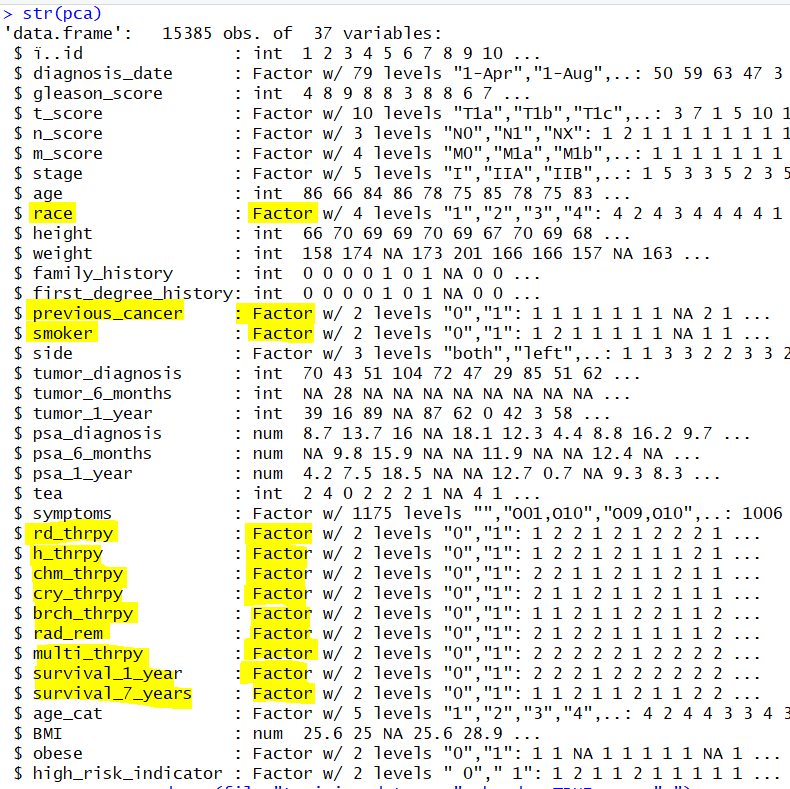 > str(pca)
'data.frame':   15385 obs. of  37 variables:
 $ ï..id               : int  1 2 3 4 5 6 7 8 9 10 ...
 $ diagnosis_date      : Factor w/ 79 levels "1-Apr","1-Aug",..: 50 59 63 47 3
 $ gleason_score       : int  4 8 9 8 8 3 8 8 6 7 ...
 $ t_score             : Factor w/ 10 levels "T1a","T1b","T1c",..: 3 7 1 5 10 1
 $ n_score             : Factor w/ 3 levels "N0","N1","NX": 1 2 1 1 1 1 1 1 1 1
 $ m_score             : Factor w/ 4 levels "M0","M1a","M1b",..: 1 1 1 1 1 1 1
 $ stage               : Factor w/ 5 levels "I","IIA","IIB",..: 1 5 3 3 5 2 3 5
 $ age                 : int  86 66 84 86 78 75 85 78 75 83 ...
 $ race                : Factor w/ 4 levels "1","2","3","4": 4 2 4 3 4 4 4 4 4 1
 $ height              : int  66 70 69 69 70 69 67 70 69 68 ...
 $ weight              : int  158 174 NA 173 201 166 166 157 NA 163 ...
 $ family_history      : int  0 0 0 0 1 0 1 NA 0 0 ...
 $ first_degree_history: int  0 0 0 0 1 0 1 NA 0 0 ...
 $ previous_cancer     : Factor w/ 2 levels "0","1": 1 1 1 1 1 1 1 NA 2 1 ...
 $ smoker              : Factor w/ 2 levels "0","1": 1 2 1 1 1 1 1 NA 1 1 ...
 $ side                : Factor w/ 3 levels "both","left",..: 1 1 3 3 2 2 3 3 2
 $ tumor_diagnosis     : int  70 43 51 104 72 47 29 85 51 62 ...
 $ tumor_6_months      : int  NA 28 NA NA NA NA NA NA NA NA ...
 $ tumor_1_year        : int  39 16 89 NA 87 62 0 42 3 58 ...
 $ psa_diagnosis       : num  8.7 13.7 16 NA 18.1 12.3 4.4 8.8 16.2 9.7 ...
 $ psa_6_months        : num  NA 9.8 15.9 NA NA 11.9 NA NA 12.4 NA ...
 $ psa_1_year          : num  4.2 7.5 18.5 NA NA 12.7 0.7 NA 9.3 8.3 ...
 $ tea                 : int  2 4 0 2 2 2 1 NA 4 1 ...
 $ symptoms            : Factor w/ 1175 levels "","O01,O10","O09,O10",..: 1006
 $ rd_thrpy            : Factor w/ 2 levels "0","1": 1 2 2 1 2 1 2 2 2 1 ...
 $ h_thrpy             : Factor w/ 2 levels "0","1": 1 2 2 1 2 1 1 1 2 1 ...
 $ chm_thrpy           : Factor w/ 2 levels "0","1": 2 2 1 1 2 1 1 2 1 1 ...
 $ cry_thrpy           : Factor w/ 2 levels "0","1": 2 1 1 2 1 1 2 1 1 1 ...
 $ brch_thrpy          : Factor w/ 2 levels "0","1": 1 1 2 1 1 2 2 1 1 2 ...
 $ rad_rem             : Factor w/ 2 levels "0","1": 2 1 2 2 1 1 1 1 1 2 ...
 $ multi_thrpy         : Factor w/ 2 levels "0","1": 2 2 2 2 2 1 2 2 2 2 ...
 $ survival_1_year     : Factor w/ 2 levels "0","1": 2 2 2 1 2 2 2 2 2 2 ...
 $ survival_7_years    : Factor w/ 2 levels "0","1": 1 1 2 1 1 2 1 1 2 2 ...
 $ age_cat             : Factor w/ 5 levels "1","2","3","4",..: 4 2 4 4 3 3 4 3
 $ BMI                 : num  25.6 25 NA 25.6 28.9 ...
 $ obese               : Factor w/ 2 levels "0","1": 1 1 NA 1 1 1 1 1 NA 1 ...
 $ high_risk_indicator : Factor w/ 2 levels " 0"," 1": 1 2 1 1 2 1 1 1 1 1 ...